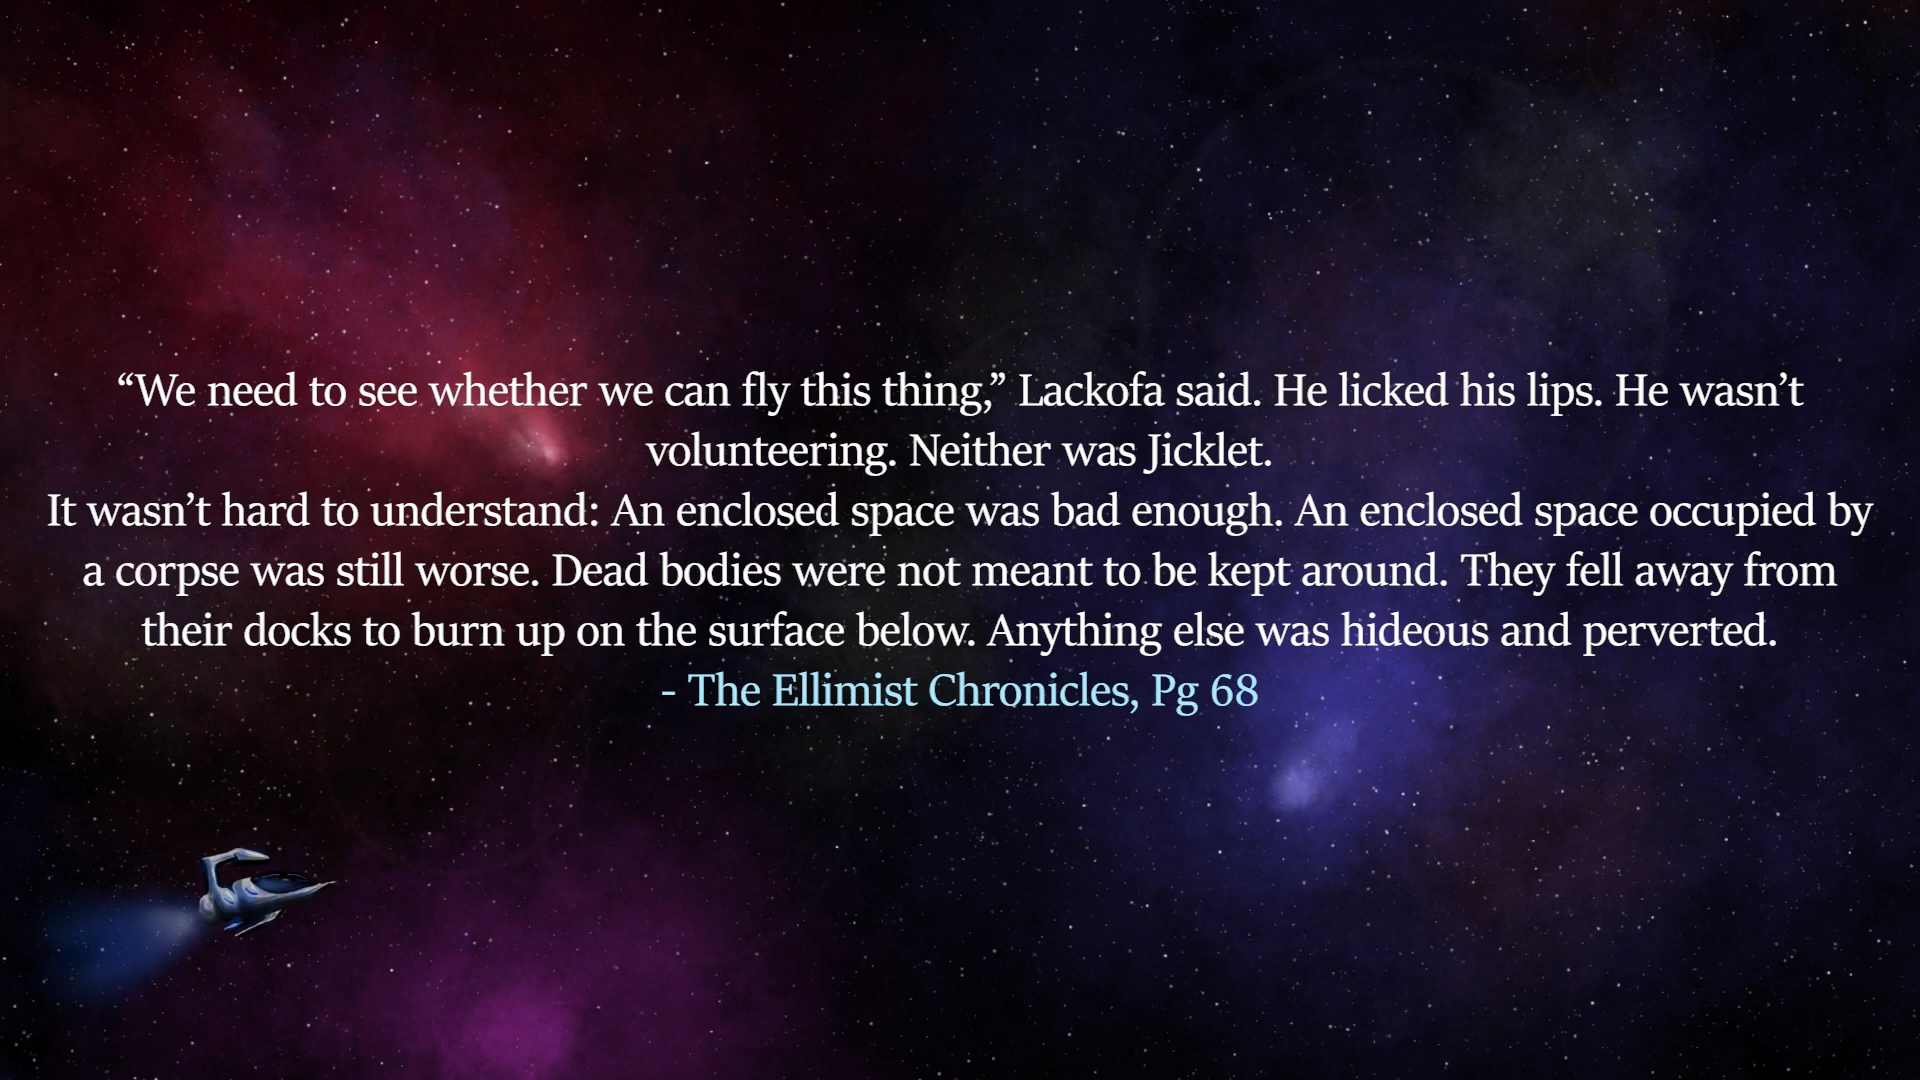 “We need to see whether we can fly this thing,” Lackofa said. He licked his lips. He wasn’t
volunteering. Neither was Jicklet.
It wasn’t hard to understand: An enclosed space was bad enough. An enclosed space occupied by
a corpse was still worse. Dead bodies were not meant to be kept around. They fell away from
their docks to burn up on the surface below. Anything else was hideous and perverted.
- The Ellimist Chronicles, Pg 68